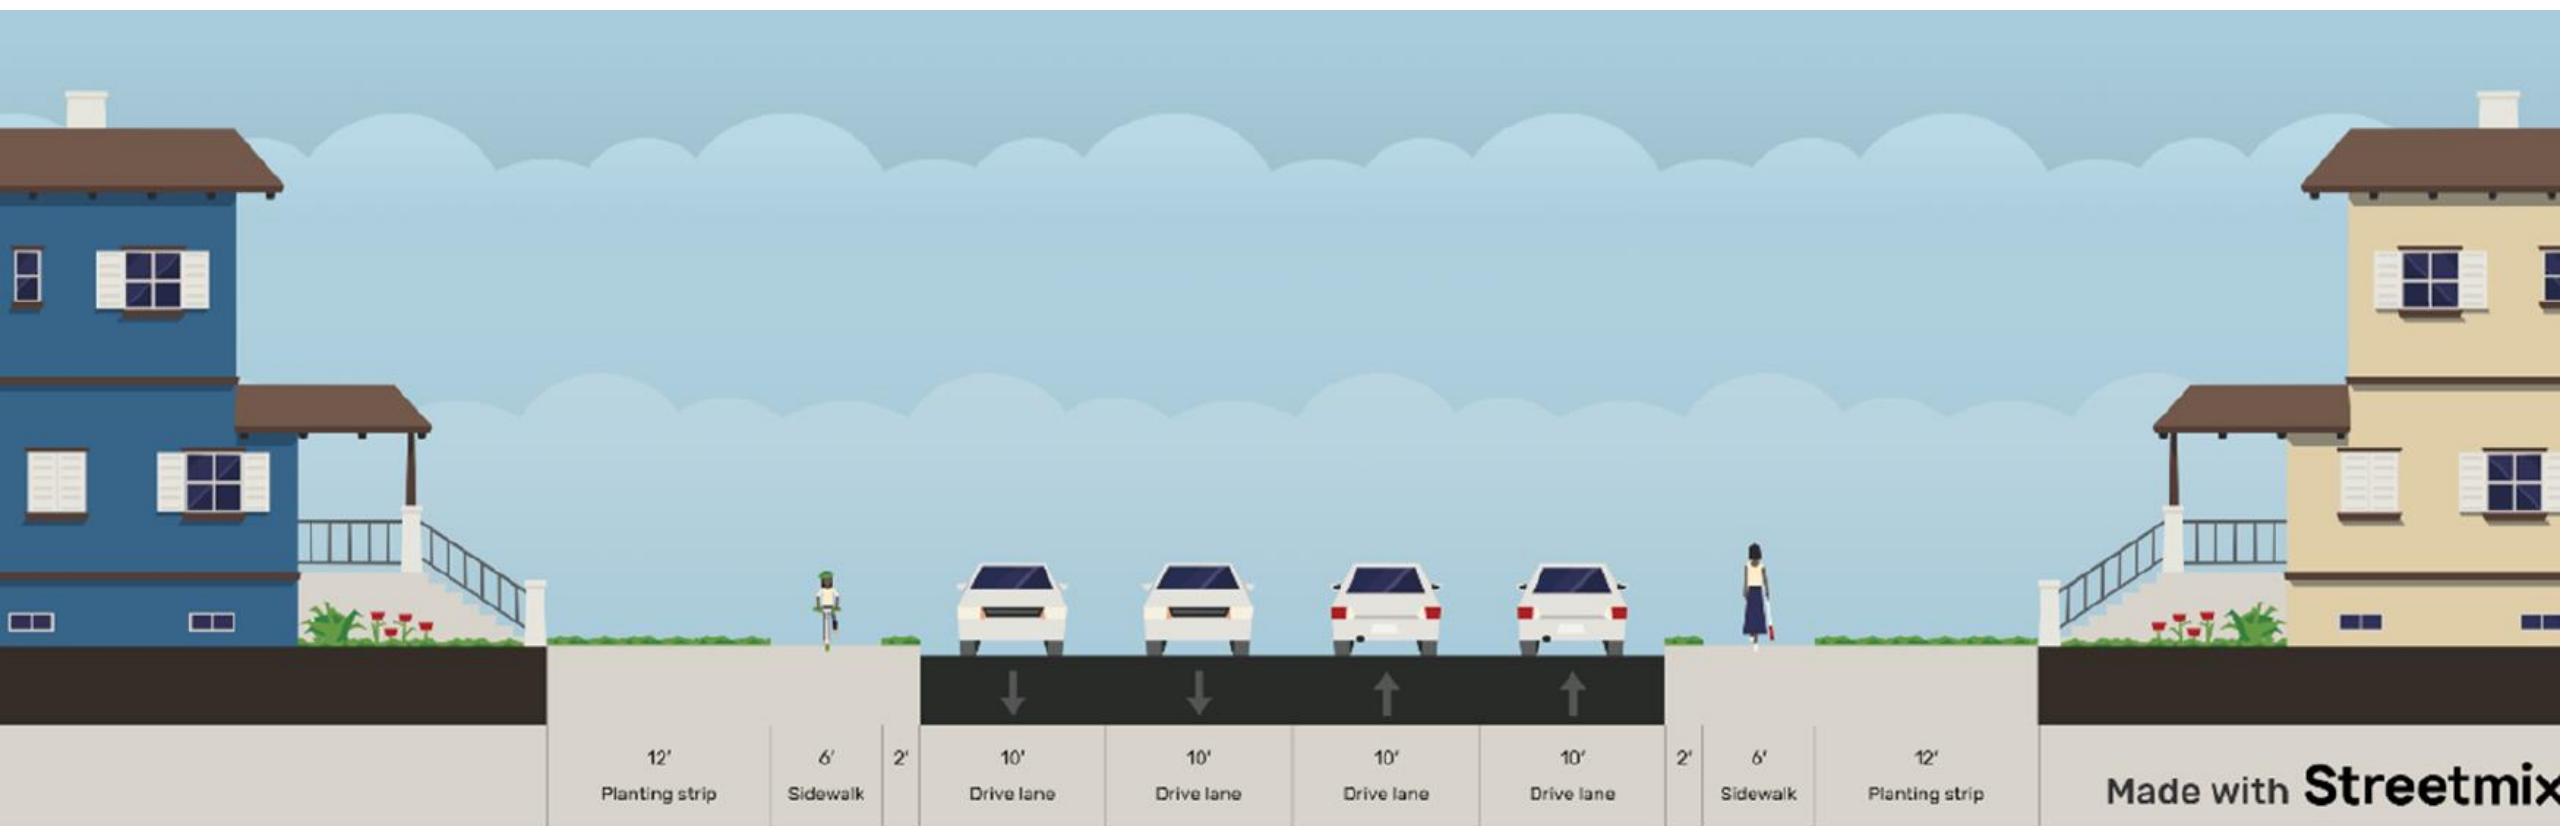 12' 6' 2' 10' 10' 10' 10' 2' 6' 12'
Planting strip Sidewalk Drive lane Drive lane Drive lane Drive lane Sidewalk Planting strip
Made with Streetmix